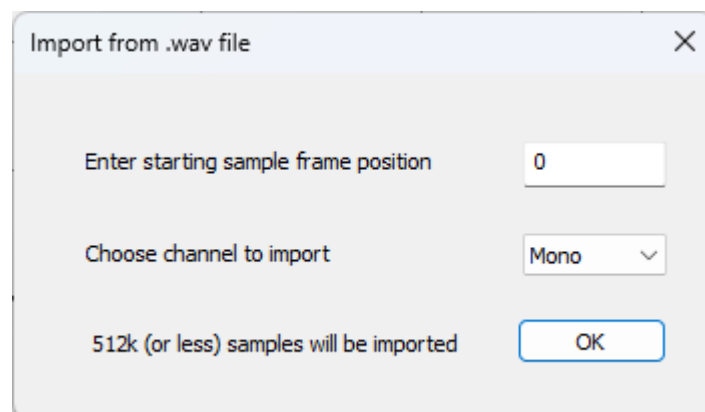 Import from .wav file
Enter starting sample frame position 0
Choose channel to import Mono
512k (or less) samples will be imported OK